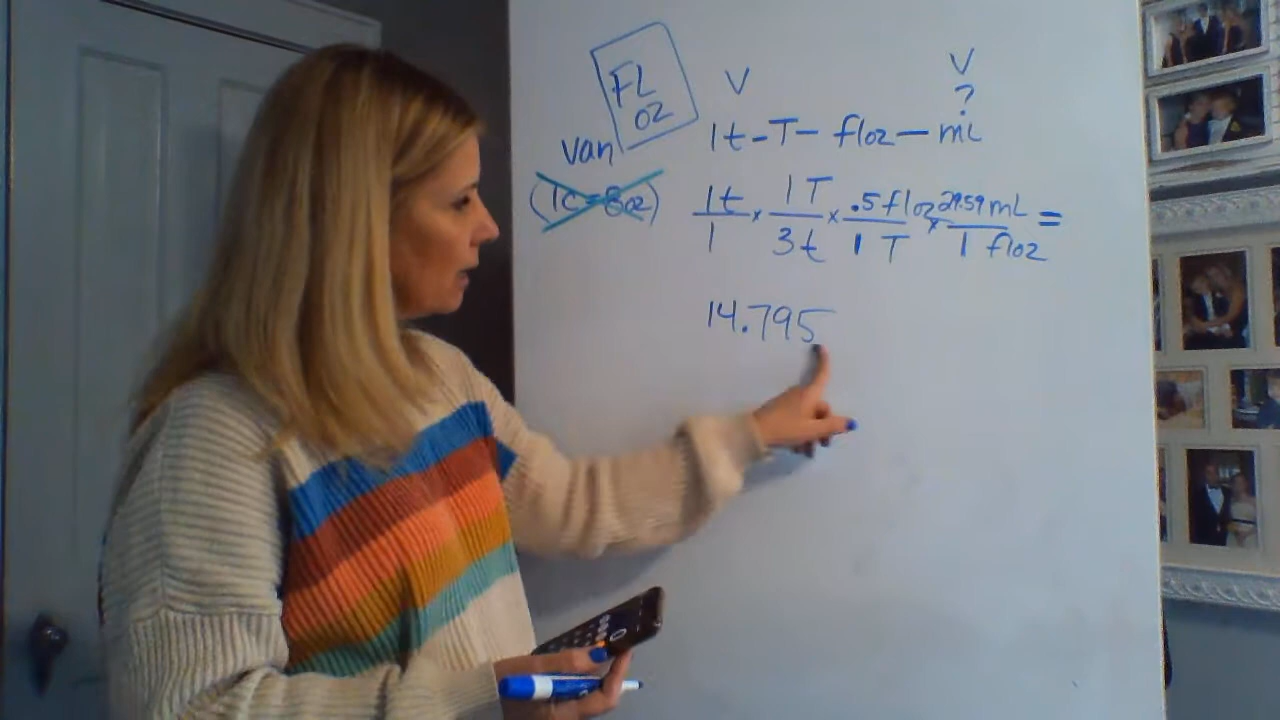 FL
OZ
van
(1c = 8oz)
V
V
?
1t - T - floz - mL
1t/1 × 1T/3t × .5floz/1T × 29.59mL/1floz =
14.795